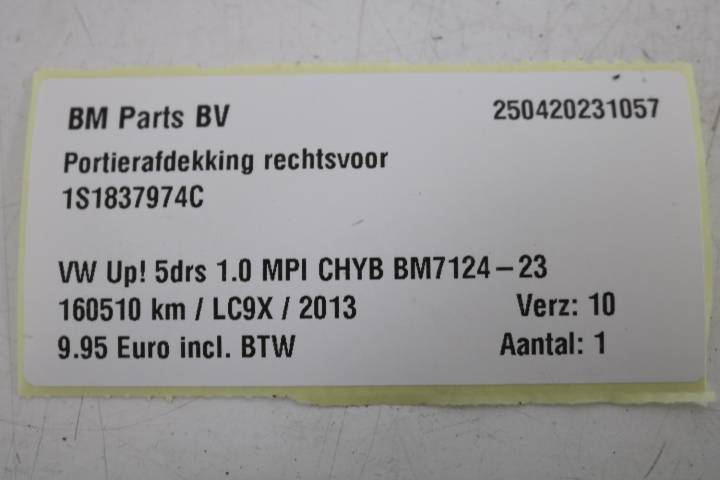 BM Parts BV 250420231057
Portierafdekking rechtsvoor
1S1837974C
VW Up! 5drs 1.0 MPI CHYB BM7124-23
160510 km / LC9X / 2013 Verz: 10
9.95 Euro incl. BTW Aantal: 1